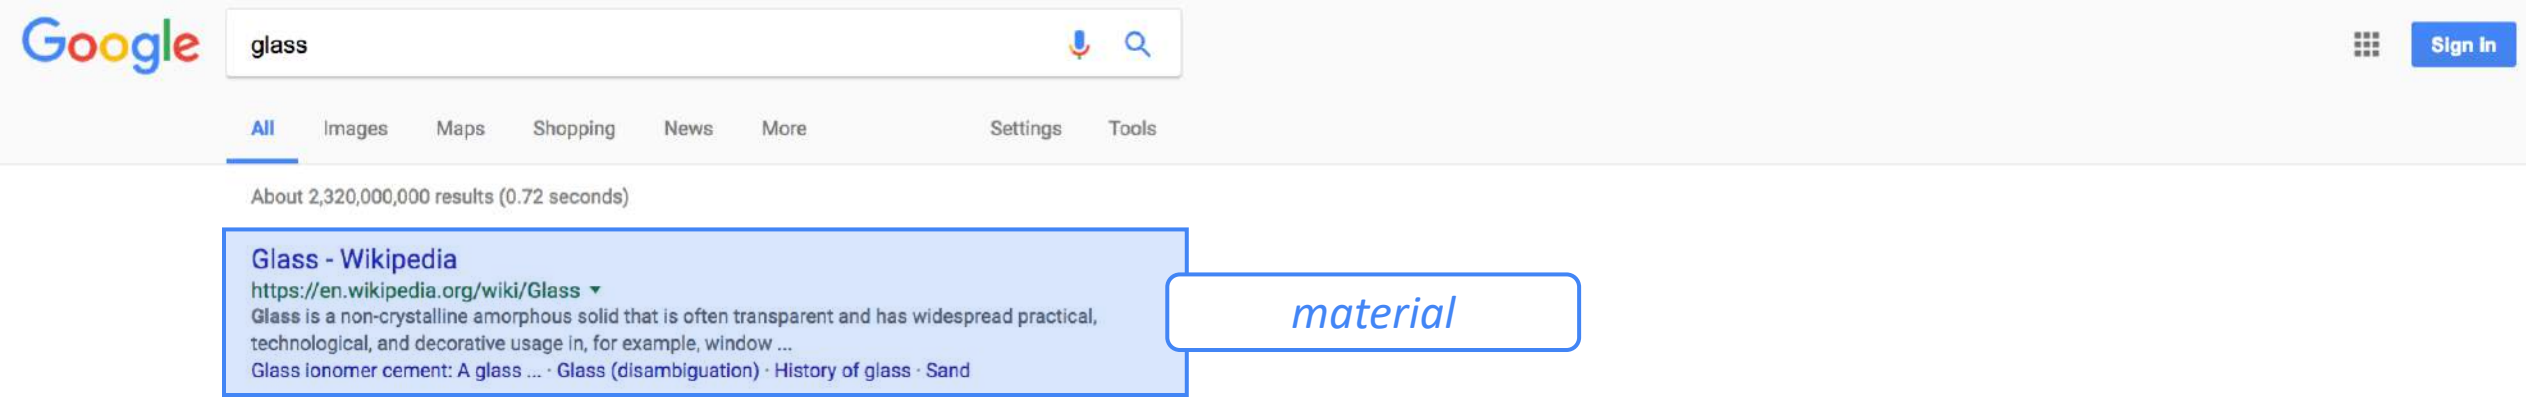 Google glass Sign In
All Images Maps Shopping News More Settings Tools
About 2,320,000,000 results (0.72 seconds)
Glass - Wikipedia
https://en.wikipedia.org/wiki/Glass
Glass is a non-crystalline amorphous solid that is often transparent and has widespread practical,
technological, and decorative usage in, for example, window ...
Glass ionomer cement: A glass ... · Glass (disambiguation) · History of glass · Sand
material